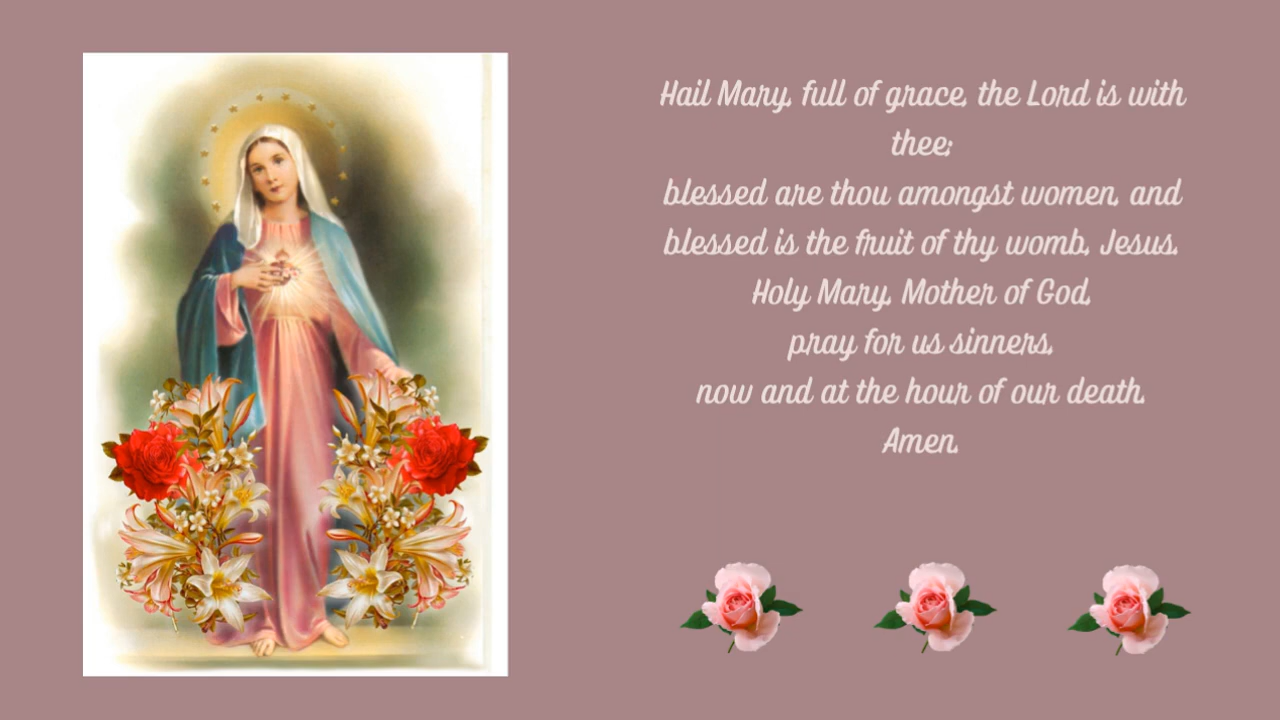 Hail Mary, full of grace, the Lord is with
thee;
blessed are thou amongst women, and
blessed is the fruit of thy womb, Jesus.
Holy Mary, Mother of God,
pray for us sinners,
now and at the hour of our death.
Amen.